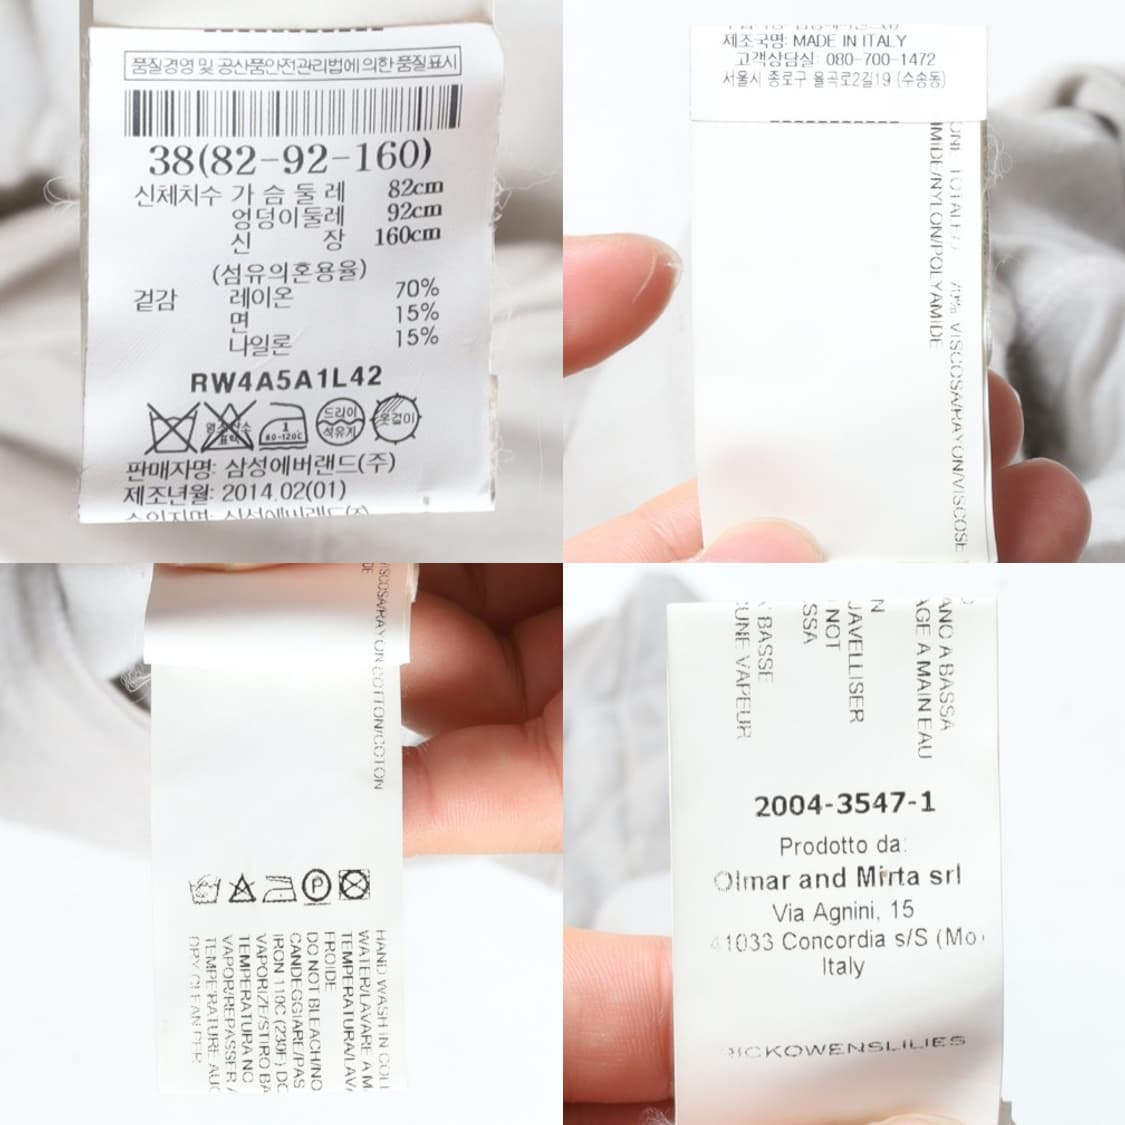 품질경영 및 공산품안전관리법에 의한 품질표시
38(82-92-160)
신체치수 가 슴 둘 레 82cm
엉덩이둘레 92cm
신 장 160cm
(섬유의혼용율)
겉감 레이온 70%
면 15%
나일론 15%
RW4A5A1L42
드라이
석유계
옷걸이
1
80-120℃
판매자명: 삼성에버랜드(주)
제조년월: 2014.02(01)
제조국명: MADE IN ITALY
고객상담실: 080-700-1472
서울시 종로구 율곡로2길19 (수송동)
70% VISCOSA/RAYON/VISCOSE
IMIDE/NYLON/POLYAMIDE
COTTON/COTON
P
HAND WASH IN COL
WATER/LAVARE A M
TEMPERATURA/LAV
FROIDE
DO NOT BLEACH/NO
CANDEGGIARE/PAS
IRON 110C (230F) DO
VAPORIZE/STIRO BA
TEMPERATURA NO
VAPOR/REPASSER
TEMPERATURE AUC
DRY CLEAN PER
ANO A BASSA
AGE A MAIN EAU
N
JAVELLISER
NOT
SSA
BASSE
CUNE VAPEUR
2004-3547-1
Prodotto da:
Olmar and Mirta srl
Via Agnini, 15
41033 Concordia s/S (Mo)
Italy
RICKOWENSLILIES